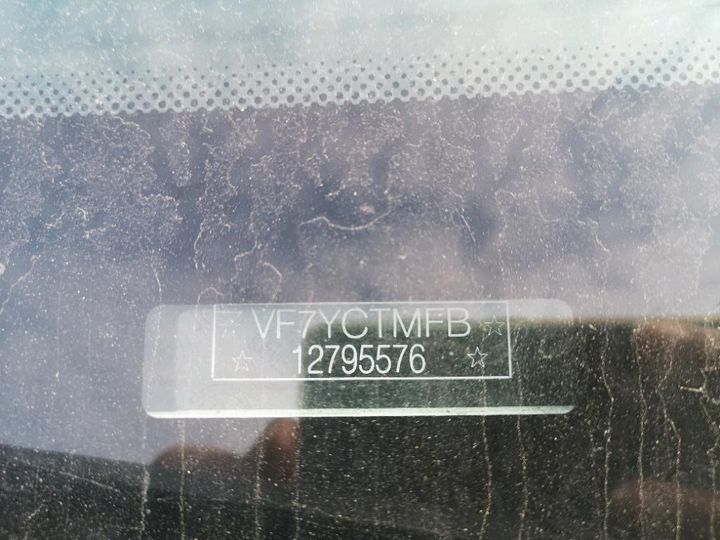 ☆ VF7YCTMFB ☆
☆ 12795576 ☆